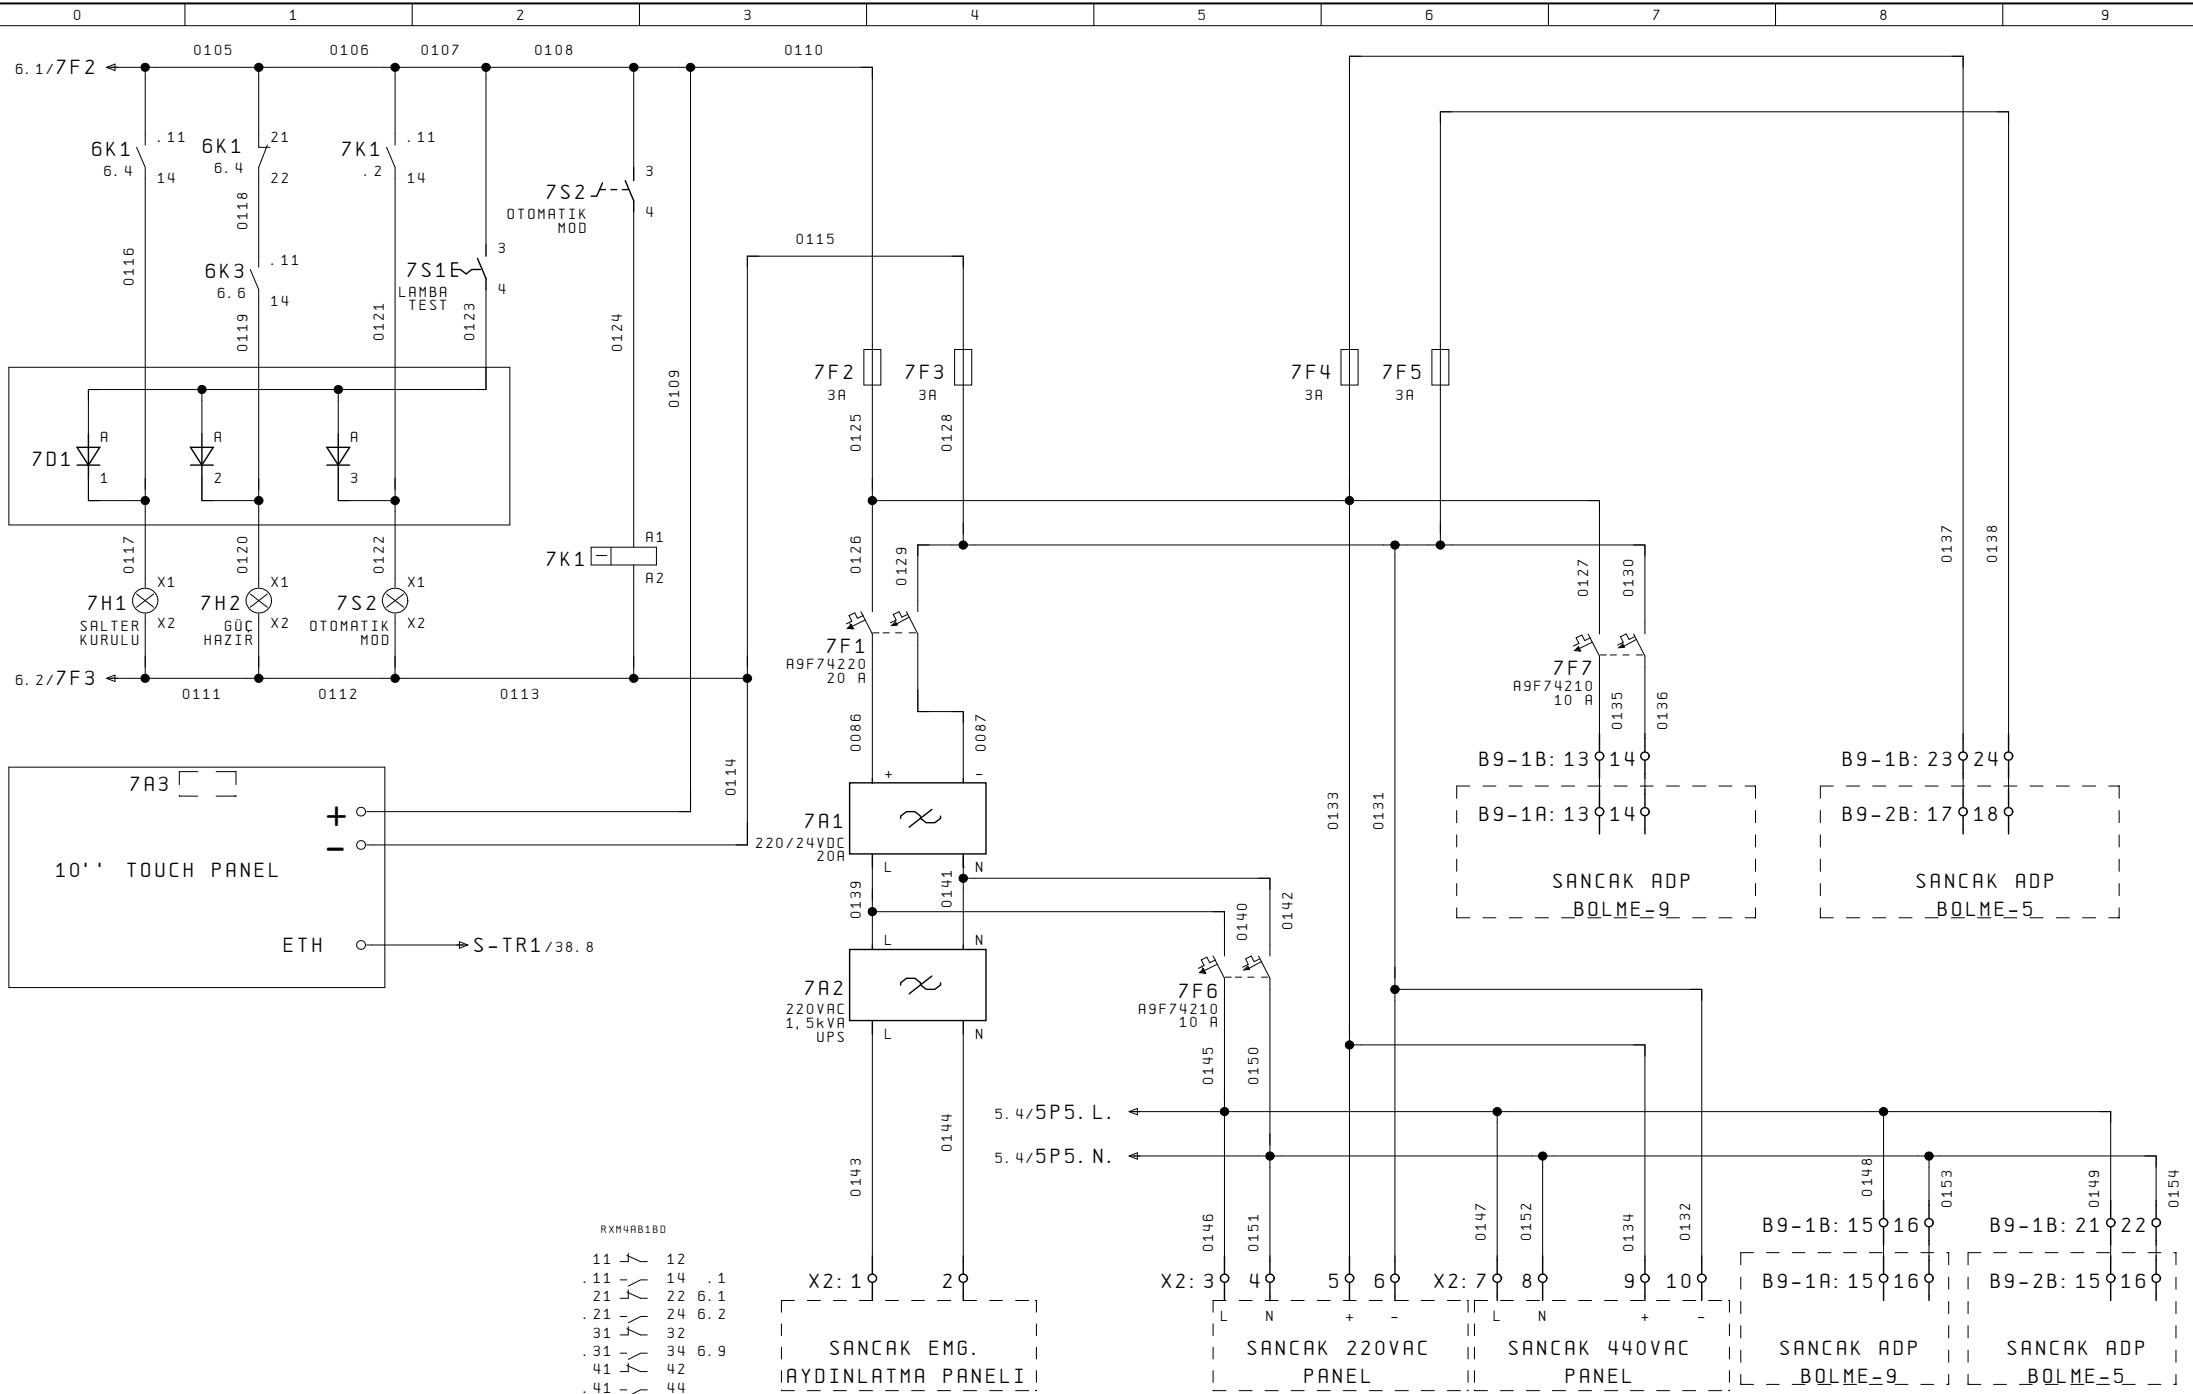 0 1 2 3 4 5 6 7 8 9
0105 0106 0107 0108 0110
6.1/7F2
6K1 .11
6.4 14
6K1 21
6.4 22
7K1 .11
.2 14
0118
7S2 3
OTOMATIK 4
MOD
0115
0116
6K3 .11
6.6 14
7S1E 3
LAMBA 4
TEST
0119
0121
0123
0124
0109
7F2
3A
7F3
3A
7F4
3A
7F5
3A
0125
0128
7D1
A
1
A
2
A
3
0117
0120
0122
7K1 A1
A2
0126
0129
0127
0130
0137
0138
7H1 X1
SALTER X2
KURULU
7H2 X1
GÜÇ X2
HAZIR
7S2 X1
OTOMATIK X2
MOD
7F1
A9F74220
20 A
7F7
A9F74210
10 A
6.2/7F3
0111 0112 0113
0135
0136
0086
0087
0114
0133
0131
7A3
+
-
10'' TOUCH PANEL
ETH
S-TR1/38.8
+ -
7A1
220/24VDC
20A
L N
0139
0141
0140
0142
B9-1B: 13 14
B9-1A: 13 14
SANCAK ADP
BOLME-9
B9-1B: 23 24
B9-2B: 17 18
SANCAK ADP
BOLME-5
L N
7A2
220VAC
1,5kVA
UPS
L N
7F6
A9F74210
10 A
0145
0150
5.4/5P5.L.
5.4/5P5.N.
0143
0144
0146
0151
0147
0152
0134
0132
0148
0153
0149
0154
RXM4AB1BD
11 12
.11 14 .1
21 22 6.1
.21 24 6.2
31 32
.31 34 6.9
41 42
.41 44
X2: 1 2
SANCAK EMG.
AYDINLATMA PANELI
X2: 3 4 5 6
L N + -
SANCAK 220VAC
PANEL
X2: 7 8 9 10
L N + -
SANCAK 440VAC
PANEL
B9-1B: 15 16
B9-1A: 15 16
SANCAK ADP
BOLME-9
B9-1B: 21 22
B9-2B: 15 16
SANCAK ADP
BOLME-5